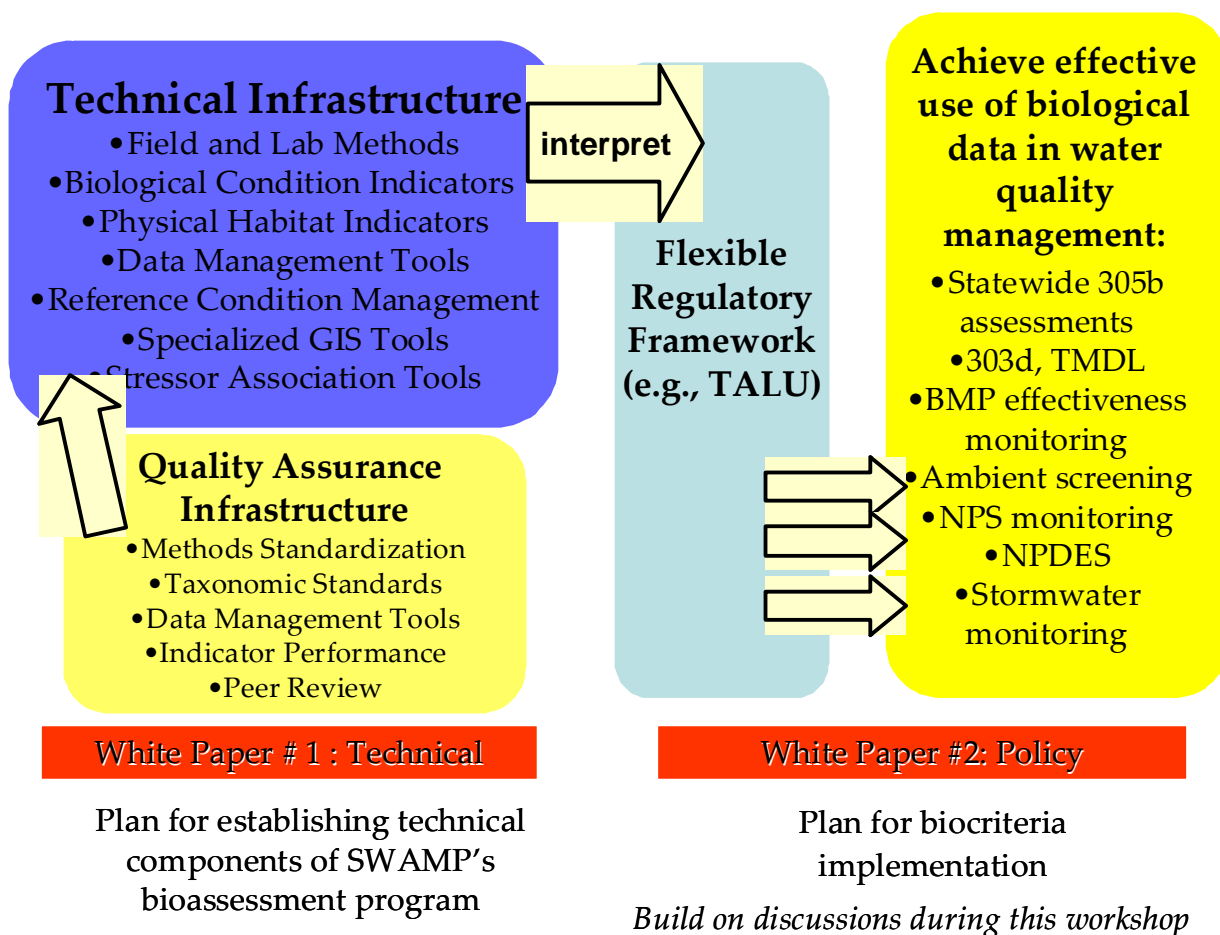 Technical Infrastructure
•Field and Lab Methods
•Biological Condition Indicators
•Physical Habitat Indicators
•Data Management Tools
•Reference Condition Management
•Specialized GIS Tools
•Stressor Association Tools
interpret
Quality Assurance
Infrastructure
•Methods Standardization
•Taxonomic Standards
•Data Management Tools
•Indicator Performance
•Peer Review
Flexible
Regulatory
Framework
(e.g., TALU)
Achieve effective
use of biological
data in water
quality
management:
•Statewide 305b
assessments
•303d, TMDL
•BMP effectiveness
monitoring
•Ambient screening
•NPS monitoring
•NPDES
•Stormwater
monitoring
White Paper # 1 : Technical
Plan for establishing technical
components of SWAMP's
bioassessment program
White Paper #2: Policy
Plan for biocriteria
implementation
Build on discussions during this workshop